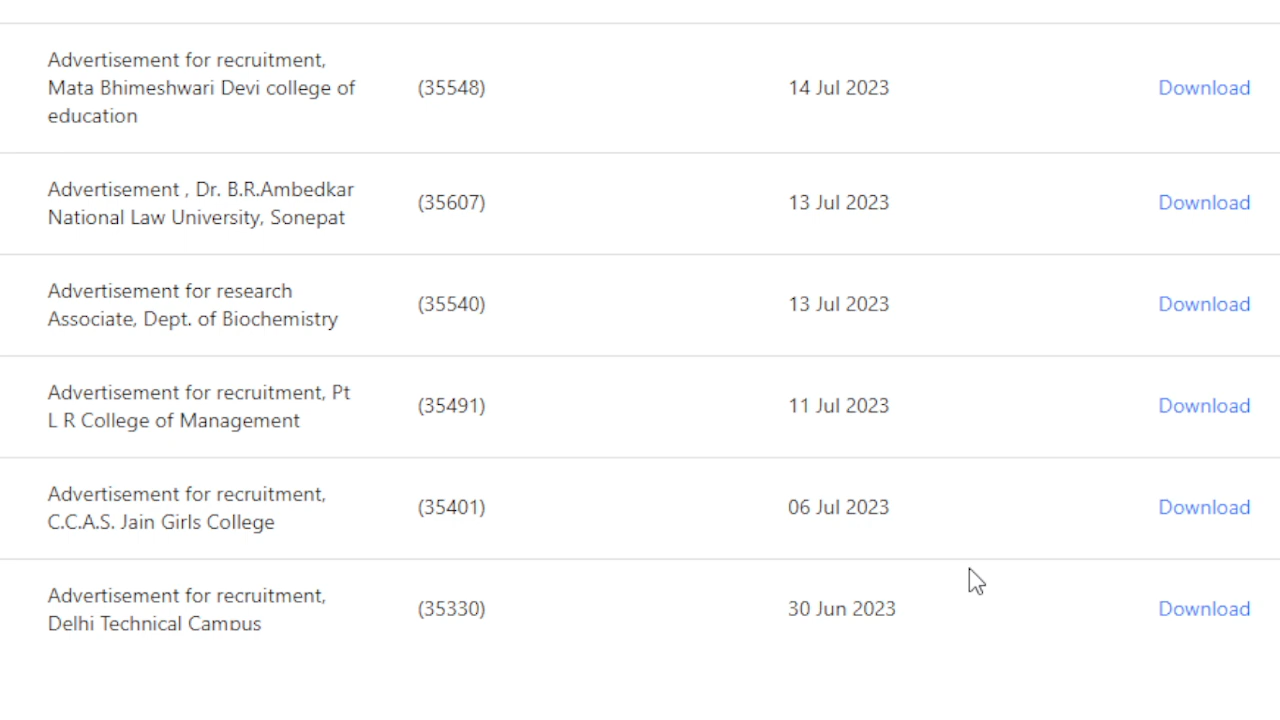 Advertisement for recruitment,
Mata Bhimeshwari Devi college of
education
(35548)
14 Jul 2023
Download
Advertisement , Dr. B.R.Ambedkar
National Law University, Sonepat
(35607)
13 Jul 2023
Download
Advertisement for research
Associate, Dept. of Biochemistry
(35540)
13 Jul 2023
Download
Advertisement for recruitment, Pt
L R College of Management
(35491)
11 Jul 2023
Download
Advertisement for recruitment,
C.C.A.S. Jain Girls College
(35401)
06 Jul 2023
Download
Advertisement for recruitment,
Delhi Technical Campus
(35330)
30 Jun 2023
Download